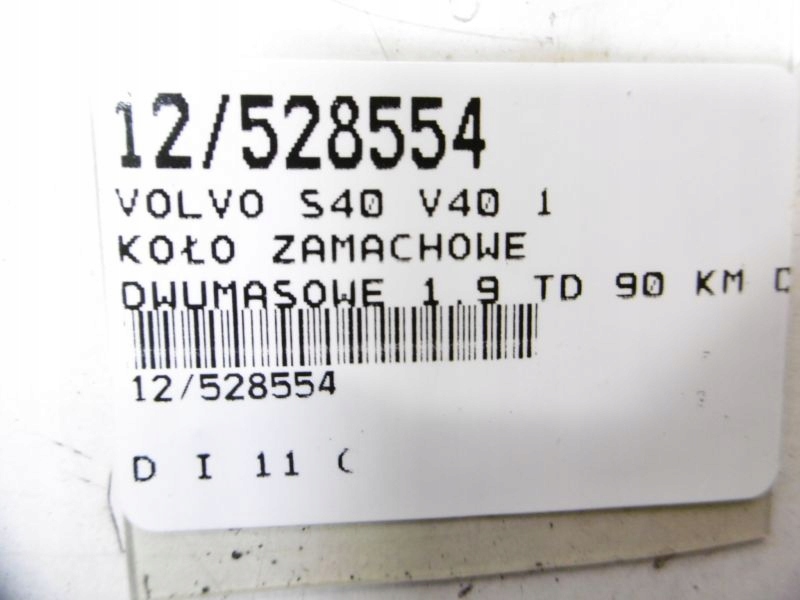 12/528554
VOLVO S40 V40 1
KOŁO ZAMACHOWE
DWUMASOWE 1.9 TD 90 KM
12/528554
D I 11 (